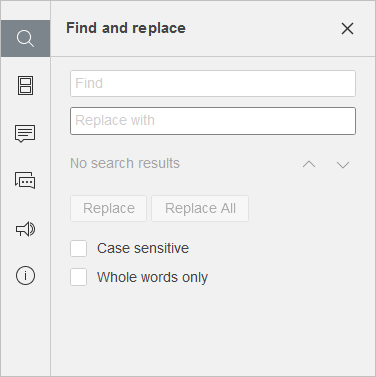 Find and replace
Find
Replace with
No search results
Replace Replace All
Case sensitive
Whole words only